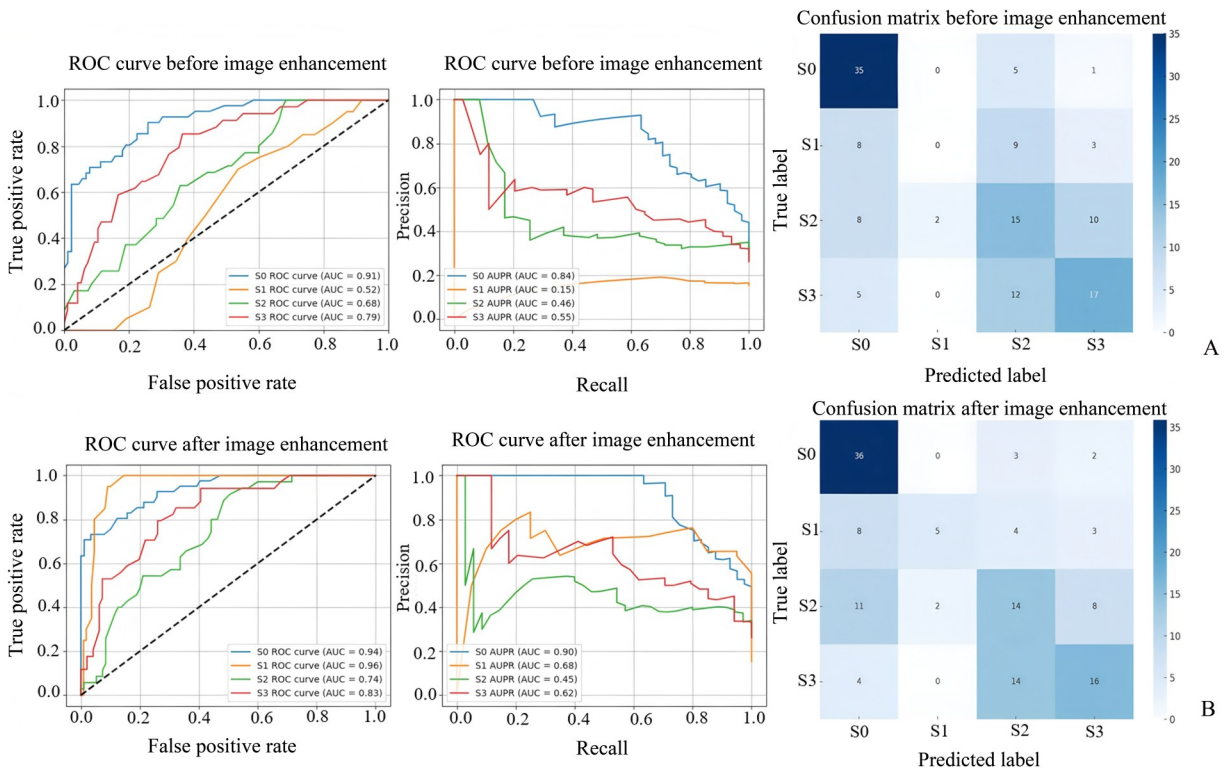 Confusion matrix before image enhancement
ROC curve before image enhancement
ROC curve before image enhancement
True positive rate
1.0
0.8
0.6
0.4
0.2
0.0
0.0 0.2 0.4 0.6 0.8 1.0
False positive rate
S0 ROC curve (AUC = 0.91)
S1 ROC curve (AUC = 0.52)
S2 ROC curve (AUC = 0.68)
S3 ROC curve (AUC = 0.79)
Precision
1.0
0.8
0.6
0.4
0.2
0.0
0.0 0.2 0.4 0.6 0.8 1.0
Recall
S0 AUPR (AUC = 0.84)
S1 AUPR (AUC = 0.15)
S2 AUPR (AUC = 0.46)
S3 AUPR (AUC = 0.55)
True label
S0 35 0 5 1
S1 8 0 9 3
S2 8 2 15 10
S3 5 0 12 17
S0 S1 S2 S3
Predicted label
35
30
25
20
15
10
5
0
A
Confusion matrix after image enhancement
ROC curve after image enhancement
ROC curve after image enhancement
True positive rate
1.0
0.8
0.6
0.4
0.2
0.0
0.0 0.2 0.4 0.6 0.8 1.0
False positive rate
S0 ROC curve (AUC = 0.94)
S1 ROC curve (AUC = 0.96)
S2 ROC curve (AUC = 0.74)
S3 ROC curve (AUC = 0.83)
Precision
1.0
0.8
0.6
0.4
0.2
0.0
0.0 0.2 0.4 0.6 0.8 1.0
Recall
S0 AUPR (AUC = 0.90)
S1 AUPR (AUC = 0.68)
S2 AUPR (AUC = 0.45)
S3 AUPR (AUC = 0.62)
True label
S0 36 0 3 2
S1 8 5 4 3
S2 11 2 14 8
S3 4 0 14 16
S0 S1 S2 S3
Predicted label
35
30
25
20
15
10
5
0
B